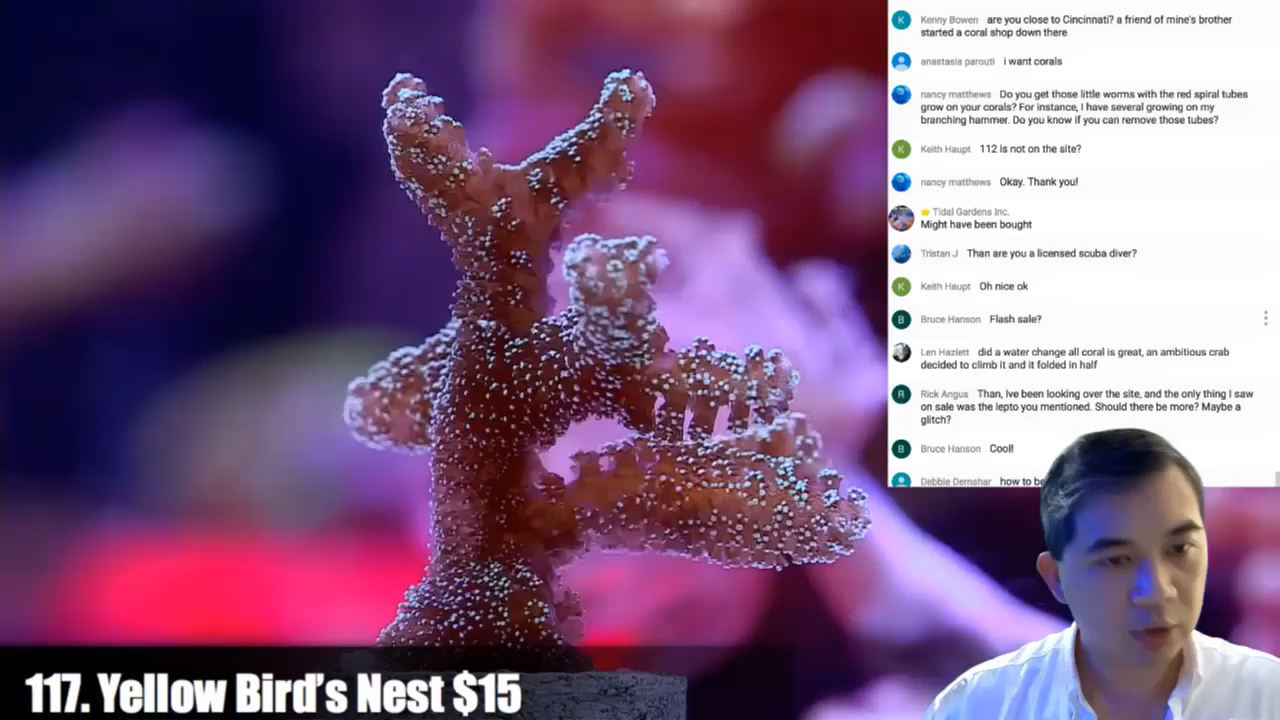 K Kenny Bowen are you close to Cincinnati? a friend of mine's brother
started a coral shop down there
anastasia parouti i want corals
nancy matthews Do you get those little worms with the red spiral tubes
grow on your corals? For instance, I have several growing on my
branching hammer. Do you know if you can remove those tubes?
K Keith Haupt 112 is not on the site?
nancy matthews Okay. Thank you!
Tidal Gardens Inc.
Might have been bought
Tristan J Than are you a licensed scuba diver?
K Keith Haupt Oh nice ok
B Bruce Hanson Flash sale?
Len Hazlett did a water change all coral is great, an ambitious crab
decided to climb it and it folded in half
R Rick Angus Than, Ive been looking over the site, and the only thing I saw
on sale was the lepto you mentioned. Should there be more? Maybe a
glitch?
B Bruce Hanson Cool!
Debbie Demshar how to be
117. Yellow Bird's Nest $15